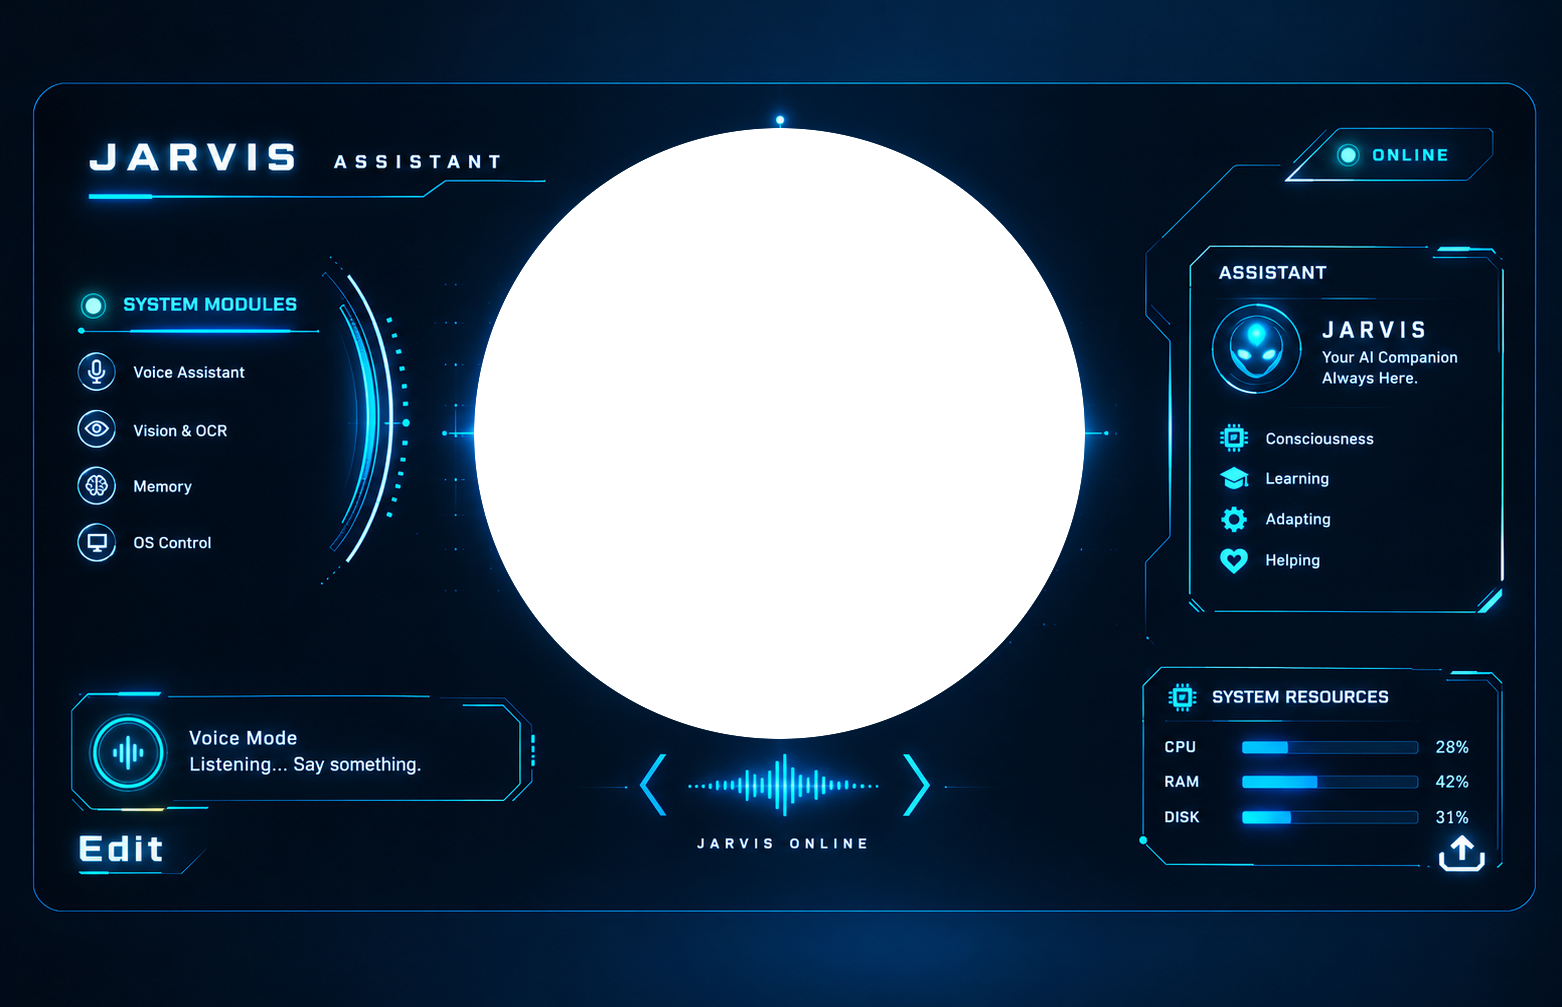 JARVIS ASSISTANT
ONLINE
SYSTEM MODULES
Voice Assistant
Vision & OCR
Memory
OS Control
ASSISTANT
JARVIS
Your AI Companion
Always Here.
Consciousness
Learning
Adapting
Helping
Voice Mode
Listening... Say something.
Edit
JARVIS ONLINE
SYSTEM RESOURCES
CPU 28%
RAM 42%
DISK 31%